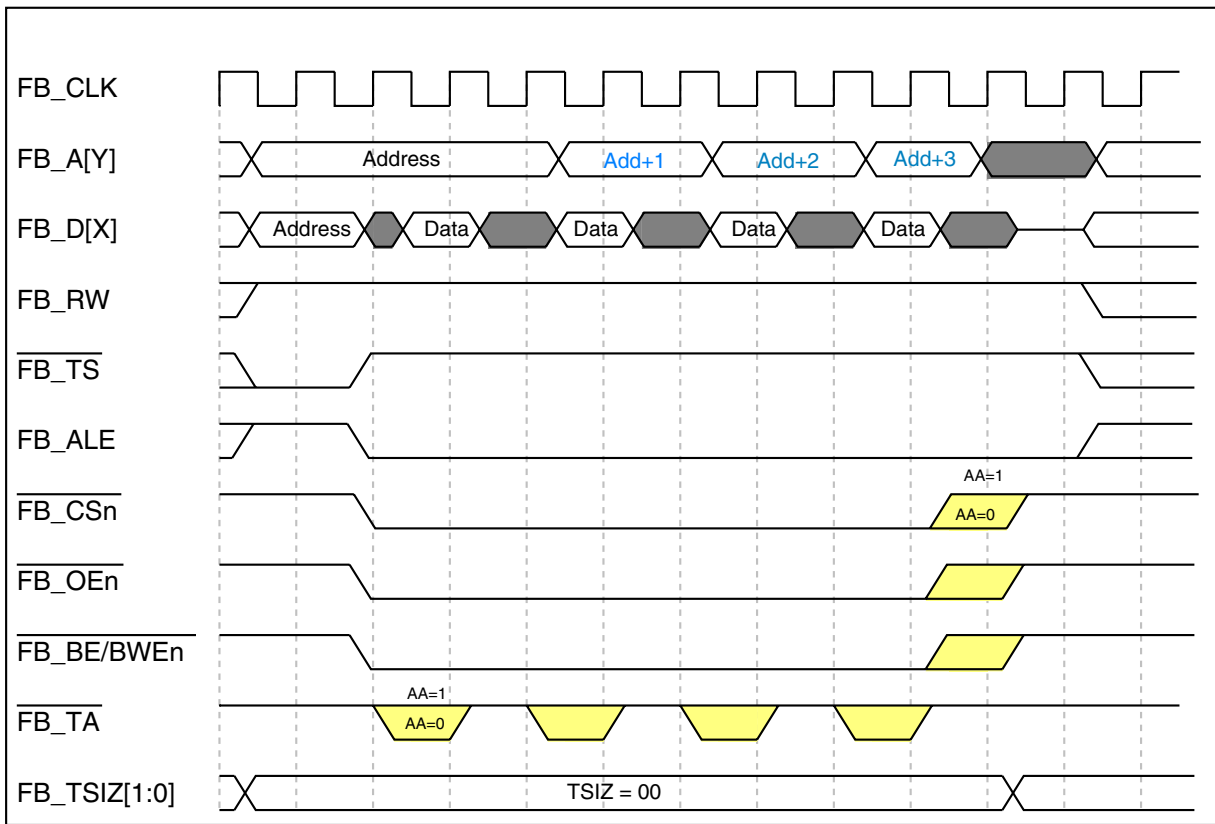 FB_CLK
FB_A[Y] Address Add+1 Add+2 Add+3
FB_D[X] Address Data Data Data Data
FB_RW
FB_TS
FB_ALE
AA=1
FB_CSn AA=0
FB_OEn
FB_BE/BWEn
AA=1
FB_TA AA=0
FB_TSIZ[1:0] TSIZ = 00